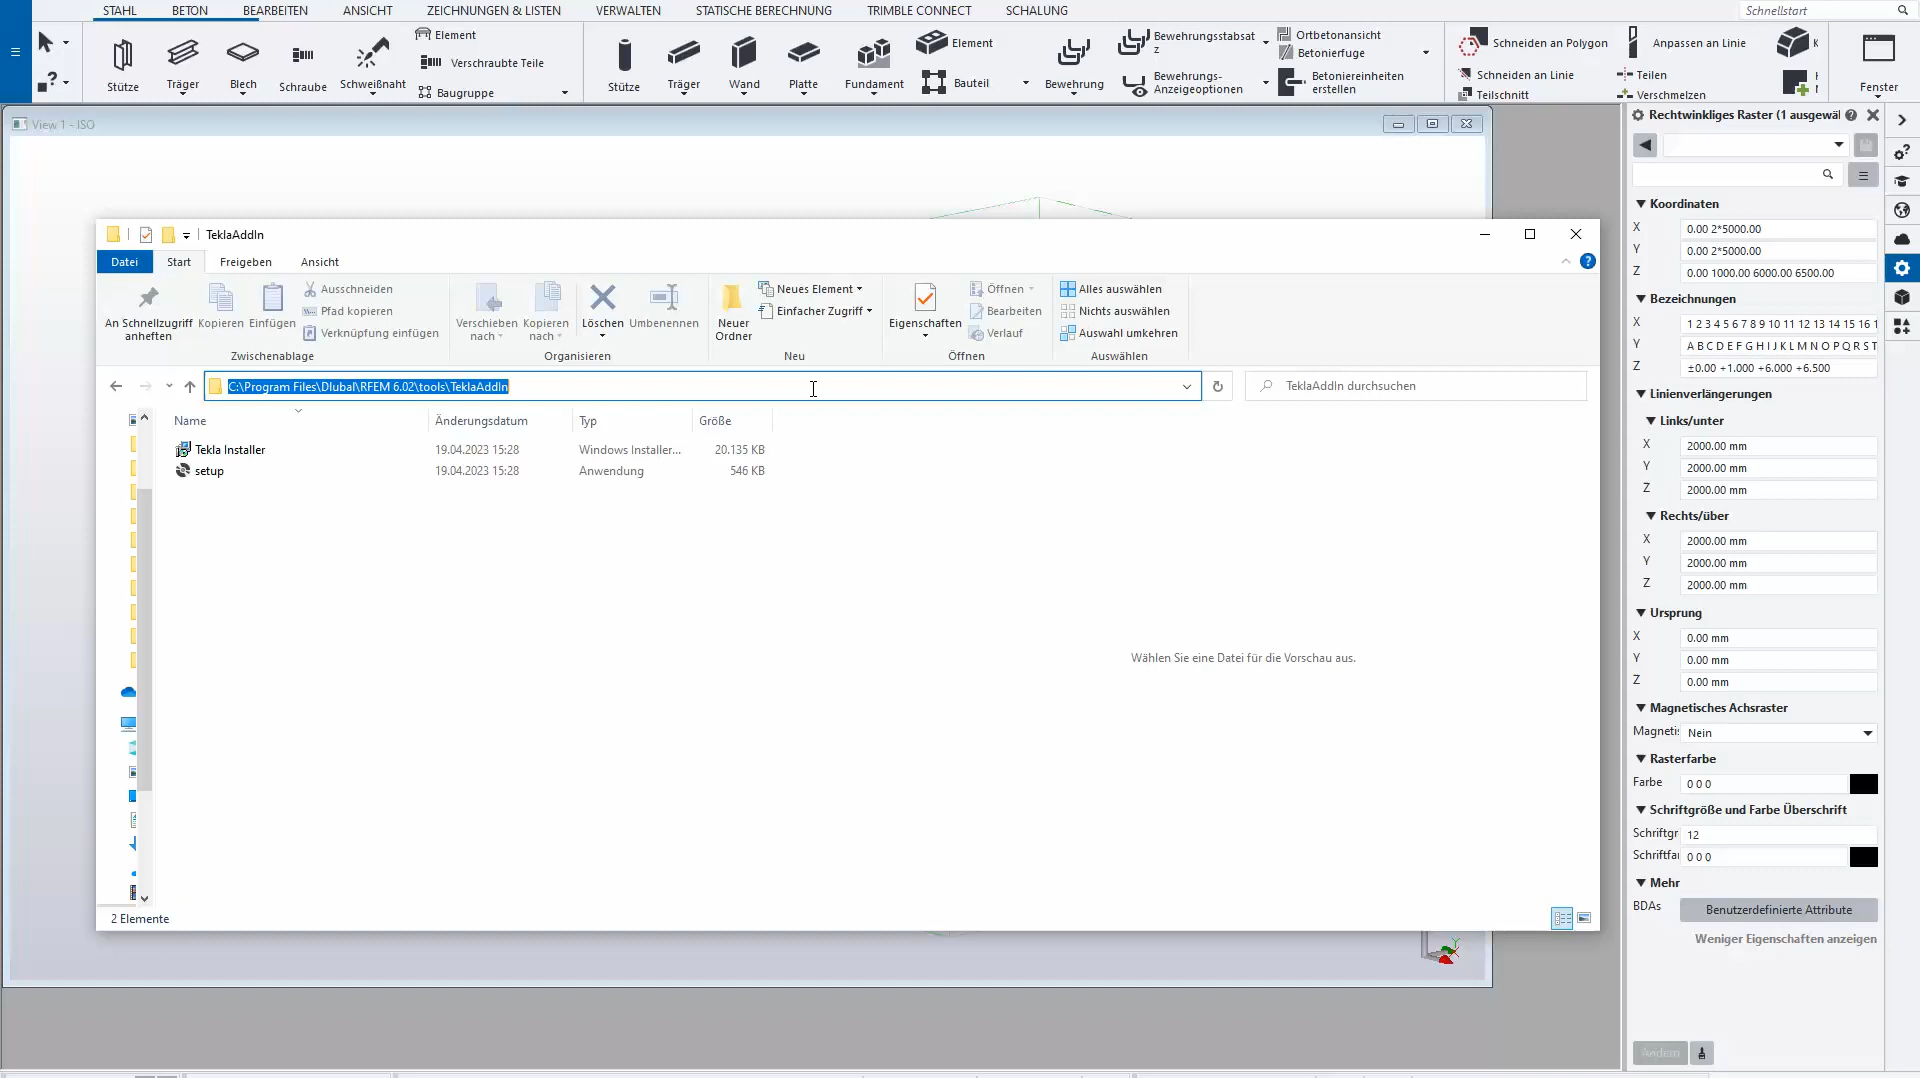 STAHL BETON BEARBEITEN ANSICHT ZEICHNUNGEN & LISTEN VERWALTEN STATISCHE BERECHNUNG TRIMBLE CONNECT SCHALUNG Schnellstart
Stütze Träger Blech Schraube Schweißnaht
Element
Verschraubte Teile
Baugruppe
Stütze Träger Wand Platte Fundament
Element
Bauteil
Bewehrung
Bewehrungsstabsat
z
Bewehrungs-
Anzeigeoptionen
Ortbetonansicht
Betonierfuge
Betoniereinheiten
erstellen
Schneiden an Polygon
Schneiden an Linie
Teilschnitt
Anpassen an Linie
Teilen
Verschmelzen
Fenster
View 1 - ISO
TeklaAddIn
Datei Start Freigeben Ansicht
An Schnellzugriff
anheften
Kopieren Einfügen
Ausschneiden
Pfad kopieren
Verknüpfung einfügen
Zwischenablage
Verschieben
nach
Kopieren
nach
Löschen Umbenennen
Organisieren
Neuer
Ordner
Neues Element
Einfacher Zugriff
Neu
Eigenschaften
Öffnen
Bearbeiten
Verlauf
Öffnen
Alles auswählen
Nichts auswählen
Auswahl umkehren
Auswählen
C:\Program Files\Dlubal\RFEM 6.02\tools\TeklaAddIn TeklaAddIn durchsuchen
Name Änderungsdatum Typ Größe
Tekla Installer 19.04.2023 15:28 Windows Installer... 20.135 KB
setup 19.04.2023 15:28 Anwendung 546 KB
Wählen Sie eine Datei für die Vorschau aus.
2 Elemente
Rechtwinkliges Raster (1 ausgewäl
Koordinaten
X 0.00 2*5000.00
Y 0.00 2*5000.00
Z 0.00 1000.00 6000.00 6500.00
Bezeichnungen
X 1 2 3 4 5 6 7 8 9 10 11 12 13 14 15 16 1
Y A B C D E F G H I J K L M N O P Q R S T
Z ±0.00 +1.000 +6.000 +6.500
Linienverlängerungen
Links/unter
X 2000.00 mm
Y 2000.00 mm
Z 2000.00 mm
Rechts/über
X 2000.00 mm
Y 2000.00 mm
Z 2000.00 mm
Ursprung
X 0.00 mm
Y 0.00 mm
Z 0.00 mm
Magnetisches Achsraster
Magnetis Nein
Rasterfarbe
Farbe 0 0 0
Schriftgröße und Farbe Überschrift
Schriftgr 12
Schriftfa 0 0 0
Mehr
BDAs Benutzerdefinierte Attribute
Weniger Eigenschaften anzeigen
Ändern